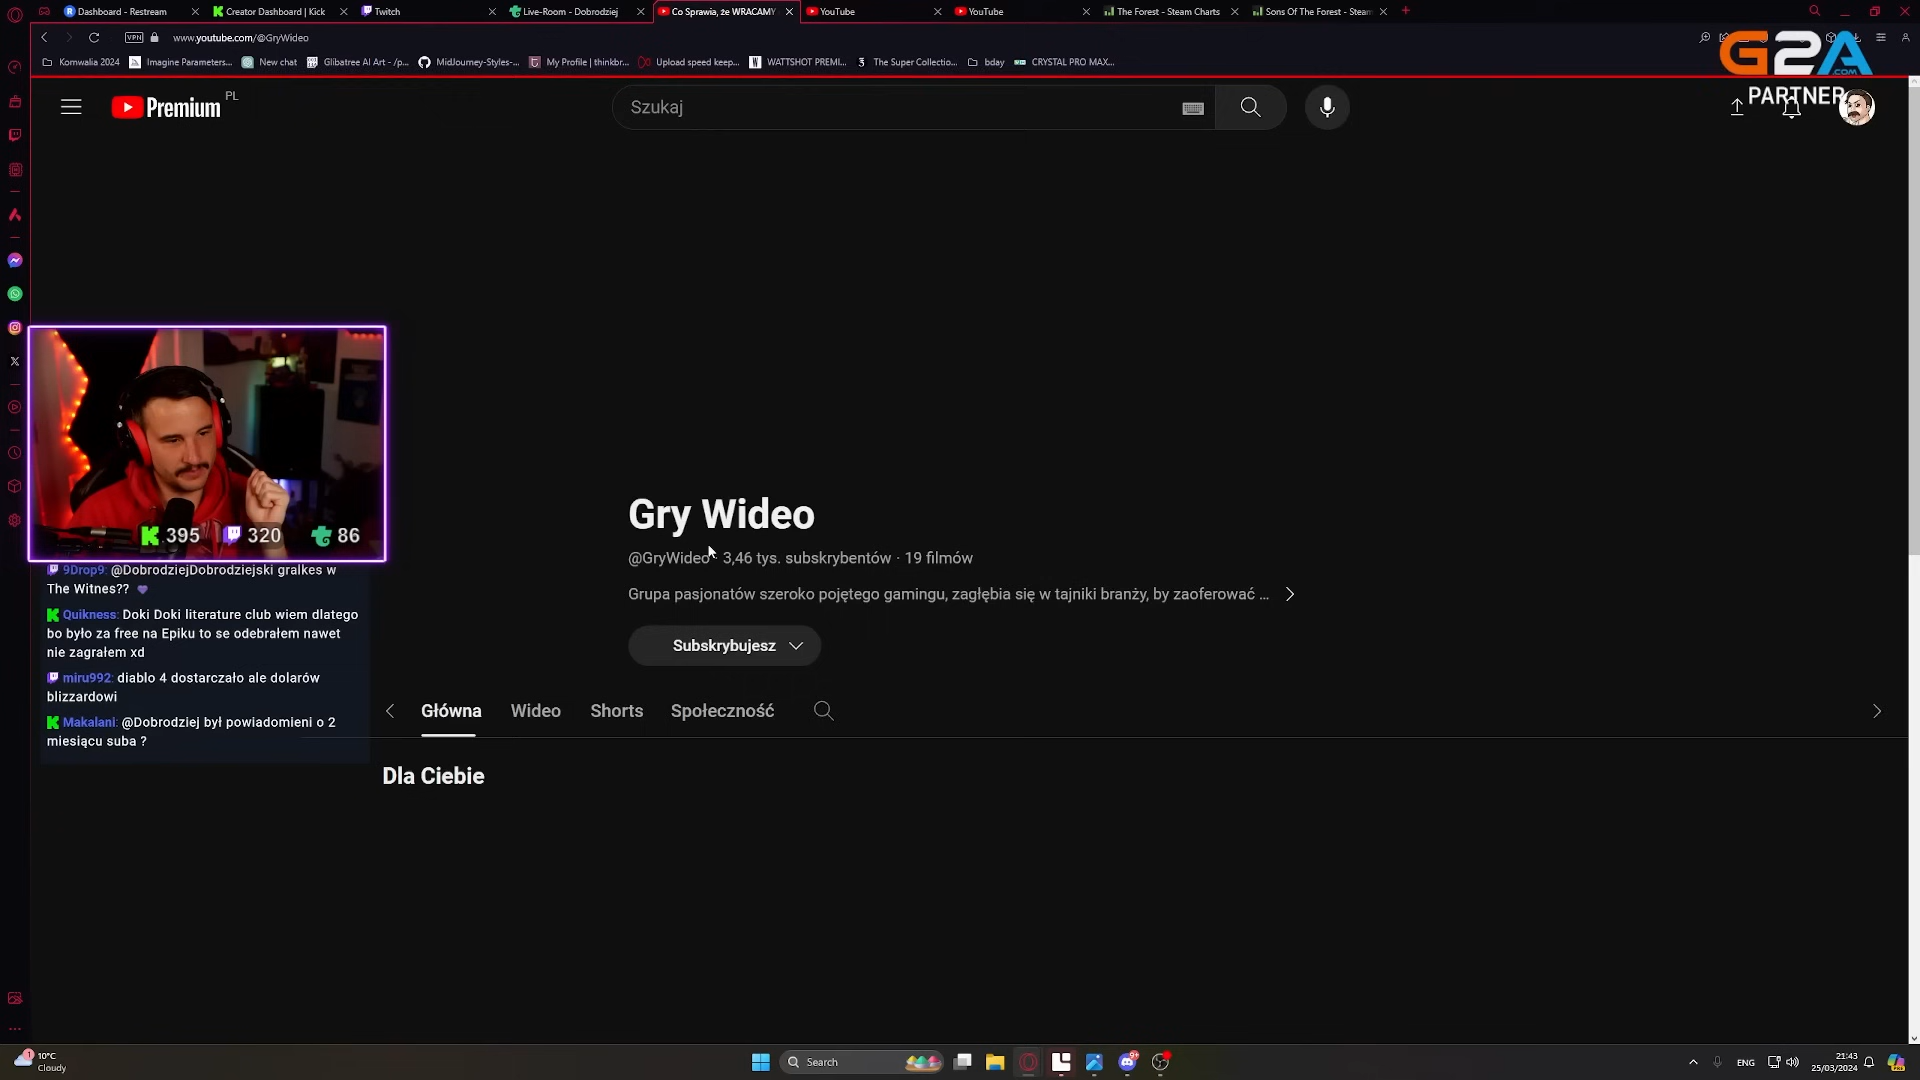 Dashboard - Restream
Creator Dashboard | Kick
Twitch
Live-Room - Dobrodziej
Co Sprawia, że WRACAMY
YouTube
YouTube
The Forest - Steam Charts
Sons Of The Forest - Steam
VPN
www.youtube.com/@GryWideo
Komwalia 2024
Imagine Parameters...
New chat
Glibatree AI Art - /p...
MidJourney-Styles-...
My Profile | thinkbr...
Upload speed keep...
WATTSHOT PREMI...
The Super Collectio...
bday
CRYSTAL PRO MAX...
G2A
.COM
PARTNER
Premium
PL
Szukaj
395
320
86
9Drop9: @DobrodziejDobrodziejski gralkes w
The Witnes??
Quikness: Doki Doki literature club wiem dlatego
bo było za free na Epiku to se odebrałem nawet
nie zagrałem xd
miru992: diablo 4 dostarczało ale dolarów
blizzardowi
Makalani: @Dobrodziej był powiadomieni o 2
miesiącu suba ?
Gry Wideo
@GryWideo · 3,46 tys. subskrybentów · 19 filmów
Grupa pasjonatów szeroko pojętego gamingu, zagłębia się w tajniki branży, by zaoferować ...
Subskrybujesz
Główna
Wideo
Shorts
Społeczność
Dla Ciebie
10°C
Cloudy
Search
ENG
21:43
25/03/2024